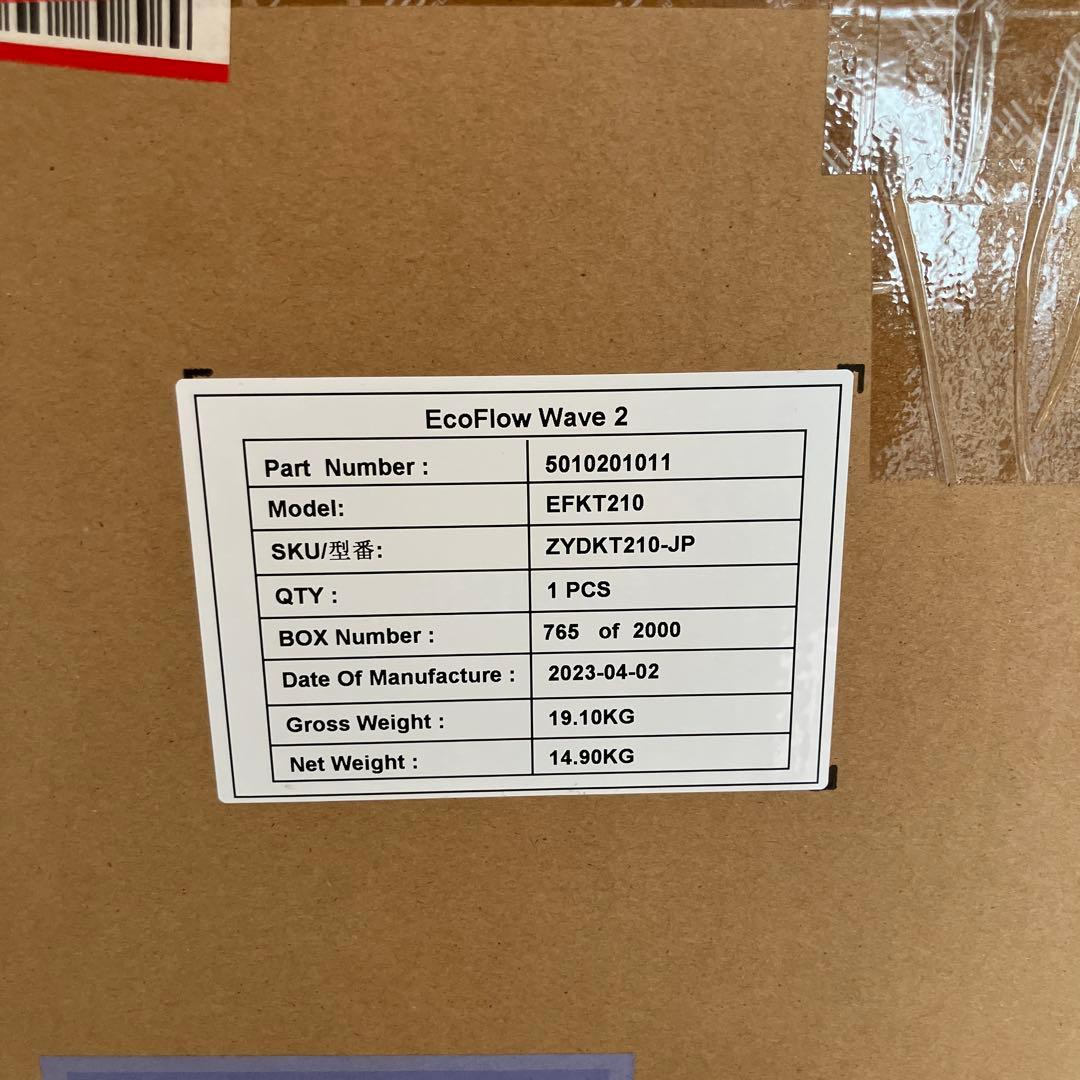 EcoFlow Wave 2
Part Number : 5010201011
Model: EFKT210
SKU/型番: ZYDKT210-JP
QTY : 1 PCS
BOX Number : 765 of 2000
Date Of Manufacture : 2023-04-02
Gross Weight : 19.10KG
Net Weight : 14.90KG